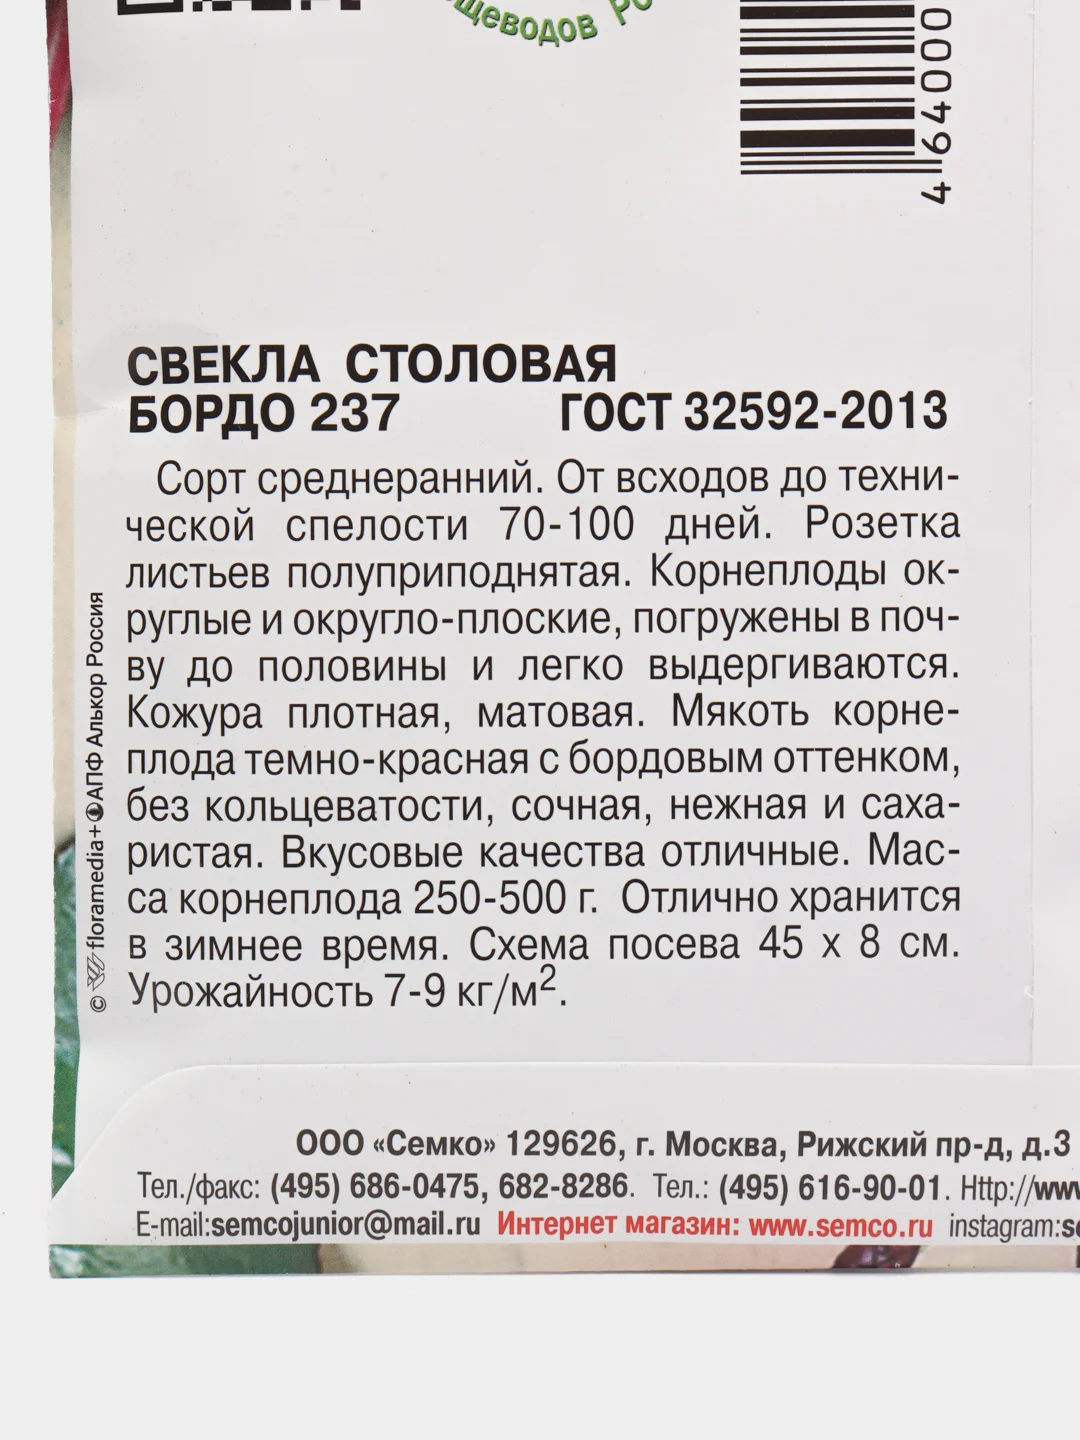 щеводов Ро
4 64000
СВЕКЛА СТОЛОВАЯ
БОРДО 237 ГОСТ 32592-2013
Сорт среднеранний. От всходов до техни-
ческой спелости 70-100 дней. Розетка
листьев полуприподнятая. Корнеплоды ок-
руглые и округло-плоские, погружены в поч-
ву до половины и легко выдергиваются.
Кожура плотная, матовая. Мякоть корне-
плода темно-красная с бордовым оттенком,
без кольцеватости, сочная, нежная и саха-
ристая. Вкусовые качества отличные. Мас-
са корнеплода 250-500 г. Отлично хранится
в зимнее время. Схема посева 45 х 8 см.
Урожайность 7-9 кг/м².
© floramedia+ АПФ Алькор Россия
ООО «Семко» 129626, г. Москва, Рижский пр-д, д.3
Тел./факс: (495) 686-0475, 682-8286. Тел.: (495) 616-90-01. Http://ww
E-mail:semcojunior@mail.ru Интернет магазин: www.semco.ru instagram:s